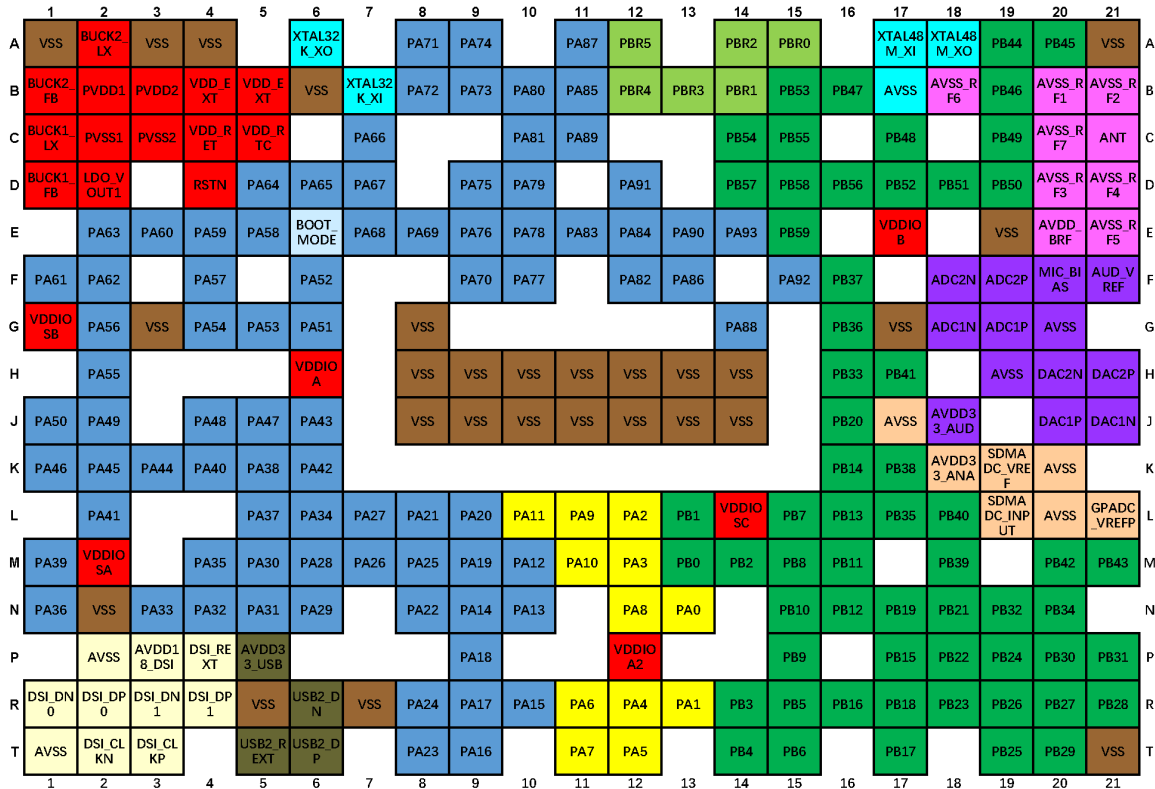 1 2 3 4 5 6 7 8 9 10 11 12 13 14 15 16 17 18 19 20 21
A VSS BUCK2_LX VSS VSS XTAL32K_XO PA71 PA74 PA87 PBR5 PBR2 PBR0 XTAL48M_XI XTAL48M_XO PB44 PB45 VSS A
B BUCK2_FB PVDD1 PVDD2 VDD_EXT VDD_EXT VSS XTAL32K_XI PA72 PA73 PA80 PA85 PBR4 PBR3 PBR1 PB53 PB47 AVSS AVSS_RF6 PB46 AVSS_RF1 AVSS_RF2 B
C BUCK1_LX PVSS1 PVSS2 VDD_RET VDD_RTC PA66 PA81 PA89 PB54 PB55 PB48 PB49 AVSS_RF7 ANT C
D BUCK1_FB LDO_VOUT1 RSTN PA64 PA65 PA67 PA75 PA79 PA91 PB57 PB58 PB56 PB52 PB51 PB50 AVSS_RF3 AVSS_RF4 D
E PA63 PA60 PA59 PA58 BOOT_MODE PA68 PA69 PA76 PA78 PA83 PA84 PA90 PA93 PB59 VDDIOB VSS AVDD_BRF AVSS_RF5 E
F PA61 PA62 PA57 PA52 PA70 PA77 PA82 PA86 PA92 PB37 ADC2N ADC2P MIC_BIAS AUD_VREF F
G VDDIOSB PA56 VSS PA54 PA53 PA51 VSS PA88 PB36 VSS ADC1N ADC1P AVSS G
H PA55 VDDIOA VSS VSS VSS VSS VSS VSS VSS PB33 PB41 AVSS DAC2N DAC2P H
J PA50 PA49 PA48 PA47 PA43 VSS VSS VSS VSS VSS VSS VSS PB20 AVSS AVDD33_AUD DAC1P DAC1N J
K PA46 PA45 PA44 PA40 PA38 PA42 PB14 PB38 AVDD33_ANA SDMADC_VREF AVSS K
L PA41 PA37 PA34 PA27 PA21 PA20 PA11 PA9 PA2 PB1 VDDIOSC PB7 PB13 PB35 PB40 SDMADC_INPUT AVSS GPADC_VREFP L
M PA39 VDDIOSA PA35 PA30 PA28 PA26 PA25 PA19 PA12 PA10 PA3 PB0 PB2 PB8 PB11 PB39 PB42 PB43 M
N PA36 VSS PA33 PA32 PA31 PA29 PA22 PA14 PA13 PA8 PA0 PB10 PB12 PB19 PB21 PB32 PB34 N
P AVSS AVDD18_DSI DSI_REXT AVDD33_USB PA18 VDDIOA2 PB9 PB15 PB22 PB24 PB30 PB31 P
R DSI_DN0 DSI_DP0 DSI_DN1 DSI_DP1 VSS USB2_DN VSS PA24 PA17 PA15 PA6 PA4 PA1 PB3 PB5 PB16 PB18 PB23 PB26 PB27 PB28 R
T AVSS DSI_CLKN DSI_CLKP USB2_REXT USB2_DP PA23 PA16 PA7 PA5 PB4 PB6 PB17 PB25 PB29 VSS T
1 2 3 4 5 6 7 8 9 10 11 12 13 14 15 16 17 18 19 20 21